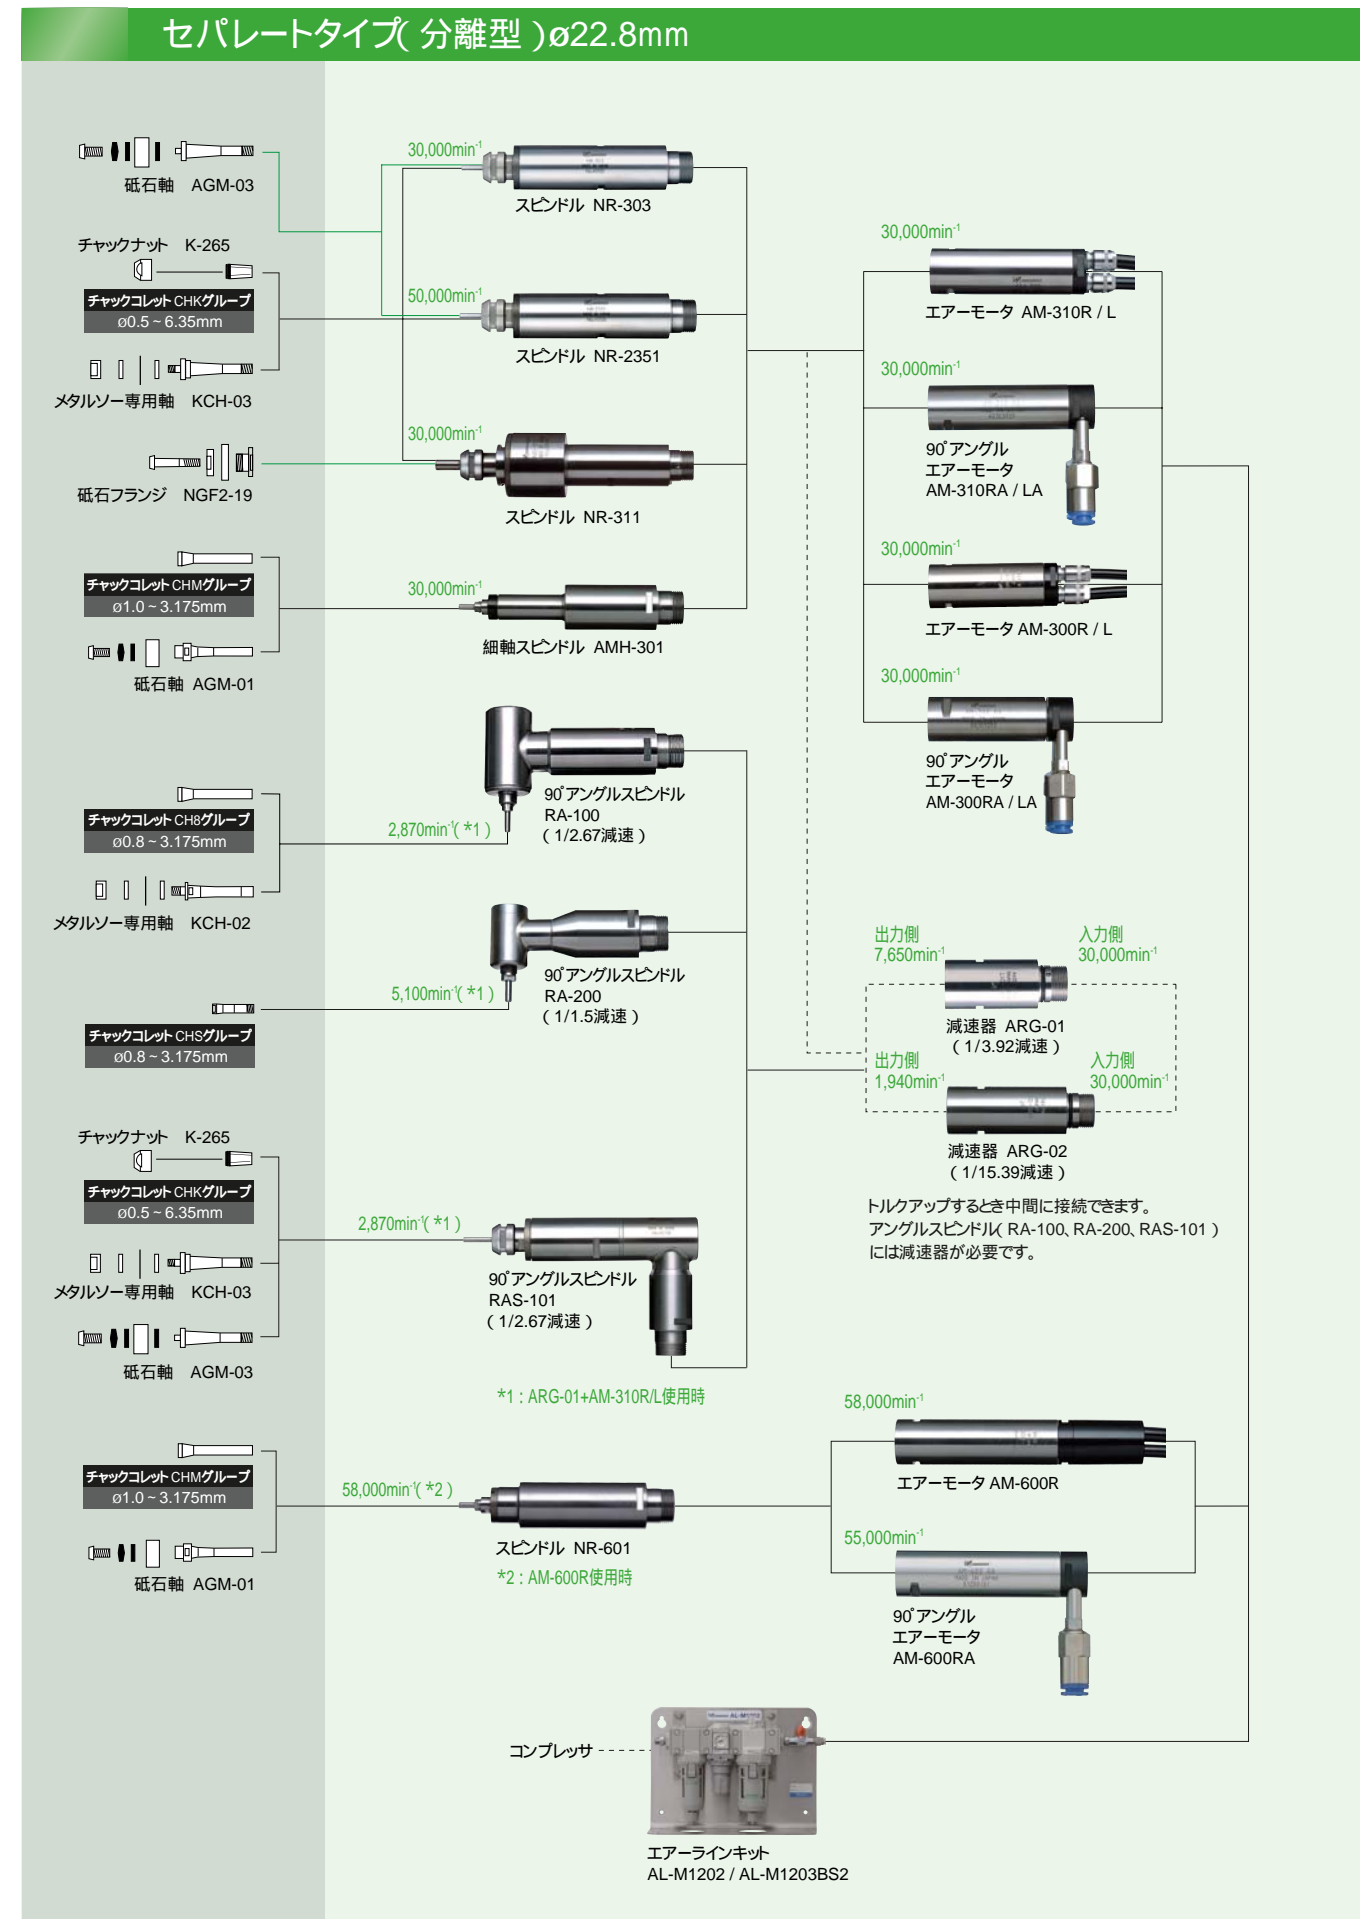 セパレートタイプ(分離型)ø22.8mm
砥石軸 AGM-03
チャックナット K-265
チャックコレット CHKグループ
ø0.5~6.35mm
メタルソー専用軸 KCH-03
砥石フランジ NGF2-19
チャックコレット CHMグループ
ø1.0~3.175mm
砥石軸 AGM-01
チャックコレット CH8グループ
ø0.8~3.175mm
メタルソー専用軸 KCH-02
チャックコレット CHSグループ
ø0.8~3.175mm
チャックナット K-265
チャックコレット CHKグループ
ø0.5~6.35mm
メタルソー専用軸 KCH-03
砥石軸 AGM-03
チャックコレット CHMグループ
ø1.0~3.175mm
砥石軸 AGM-01
30,000min⁻¹
スピンドル NR-303
50,000min⁻¹
スピンドル NR-2351
30,000min⁻¹
スピンドル NR-311
30,000min⁻¹
細軸スピンドル AMH-301
2,870min⁻¹(*1)
90°アングルスピンドル
RA-100
(1/2.67減速)
5,100min⁻¹(*1)
90°アングルスピンドル
RA-200
(1/1.5減速)
2,870min⁻¹(*1)
90°アングルスピンドル
RAS-101
(1/2.67減速)
*1:ARG-01+AM-310R/L使用時
58,000min⁻¹(*2)
スピンドル NR-601
*2:AM-600R使用時
30,000min⁻¹
エアーモータ AM-310R / L
30,000min⁻¹
90°アングル
エアーモータ
AM-310RA / LA
30,000min⁻¹
エアーモータ AM-300R / L
30,000min⁻¹
90°アングル
エアーモータ
AM-300RA / LA
出力側
7,650min⁻¹
入力側
30,000min⁻¹
減速器 ARG-01
(1/3.92減速)
出力側
1,940min⁻¹
入力側
30,000min⁻¹
減速器 ARG-02
(1/15.39減速)
トルクアップするとき中間に接続できます。
アングルスピンドル(RA-100、RA-200、RAS-101)
には減速器が必要です。
58,000min⁻¹
エアーモータ AM-600R
55,000min⁻¹
90°アングル
エアーモータ
AM-600RA
コンプレッサ
AL-M1202
エアーラインキット
AL-M1202 / AL-M1203BS2